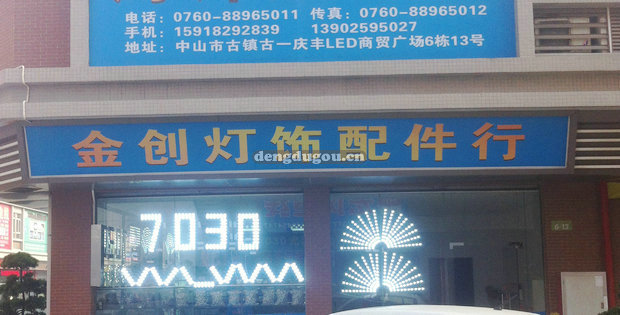 电话：0760-88965011 传真：0760-88965012
手机：15918292839 13902595027
地址：中山市古镇古一庆丰LED商贸广场6栋13号
金创灯饰配件行
dengdugou.cn
7030
6-13